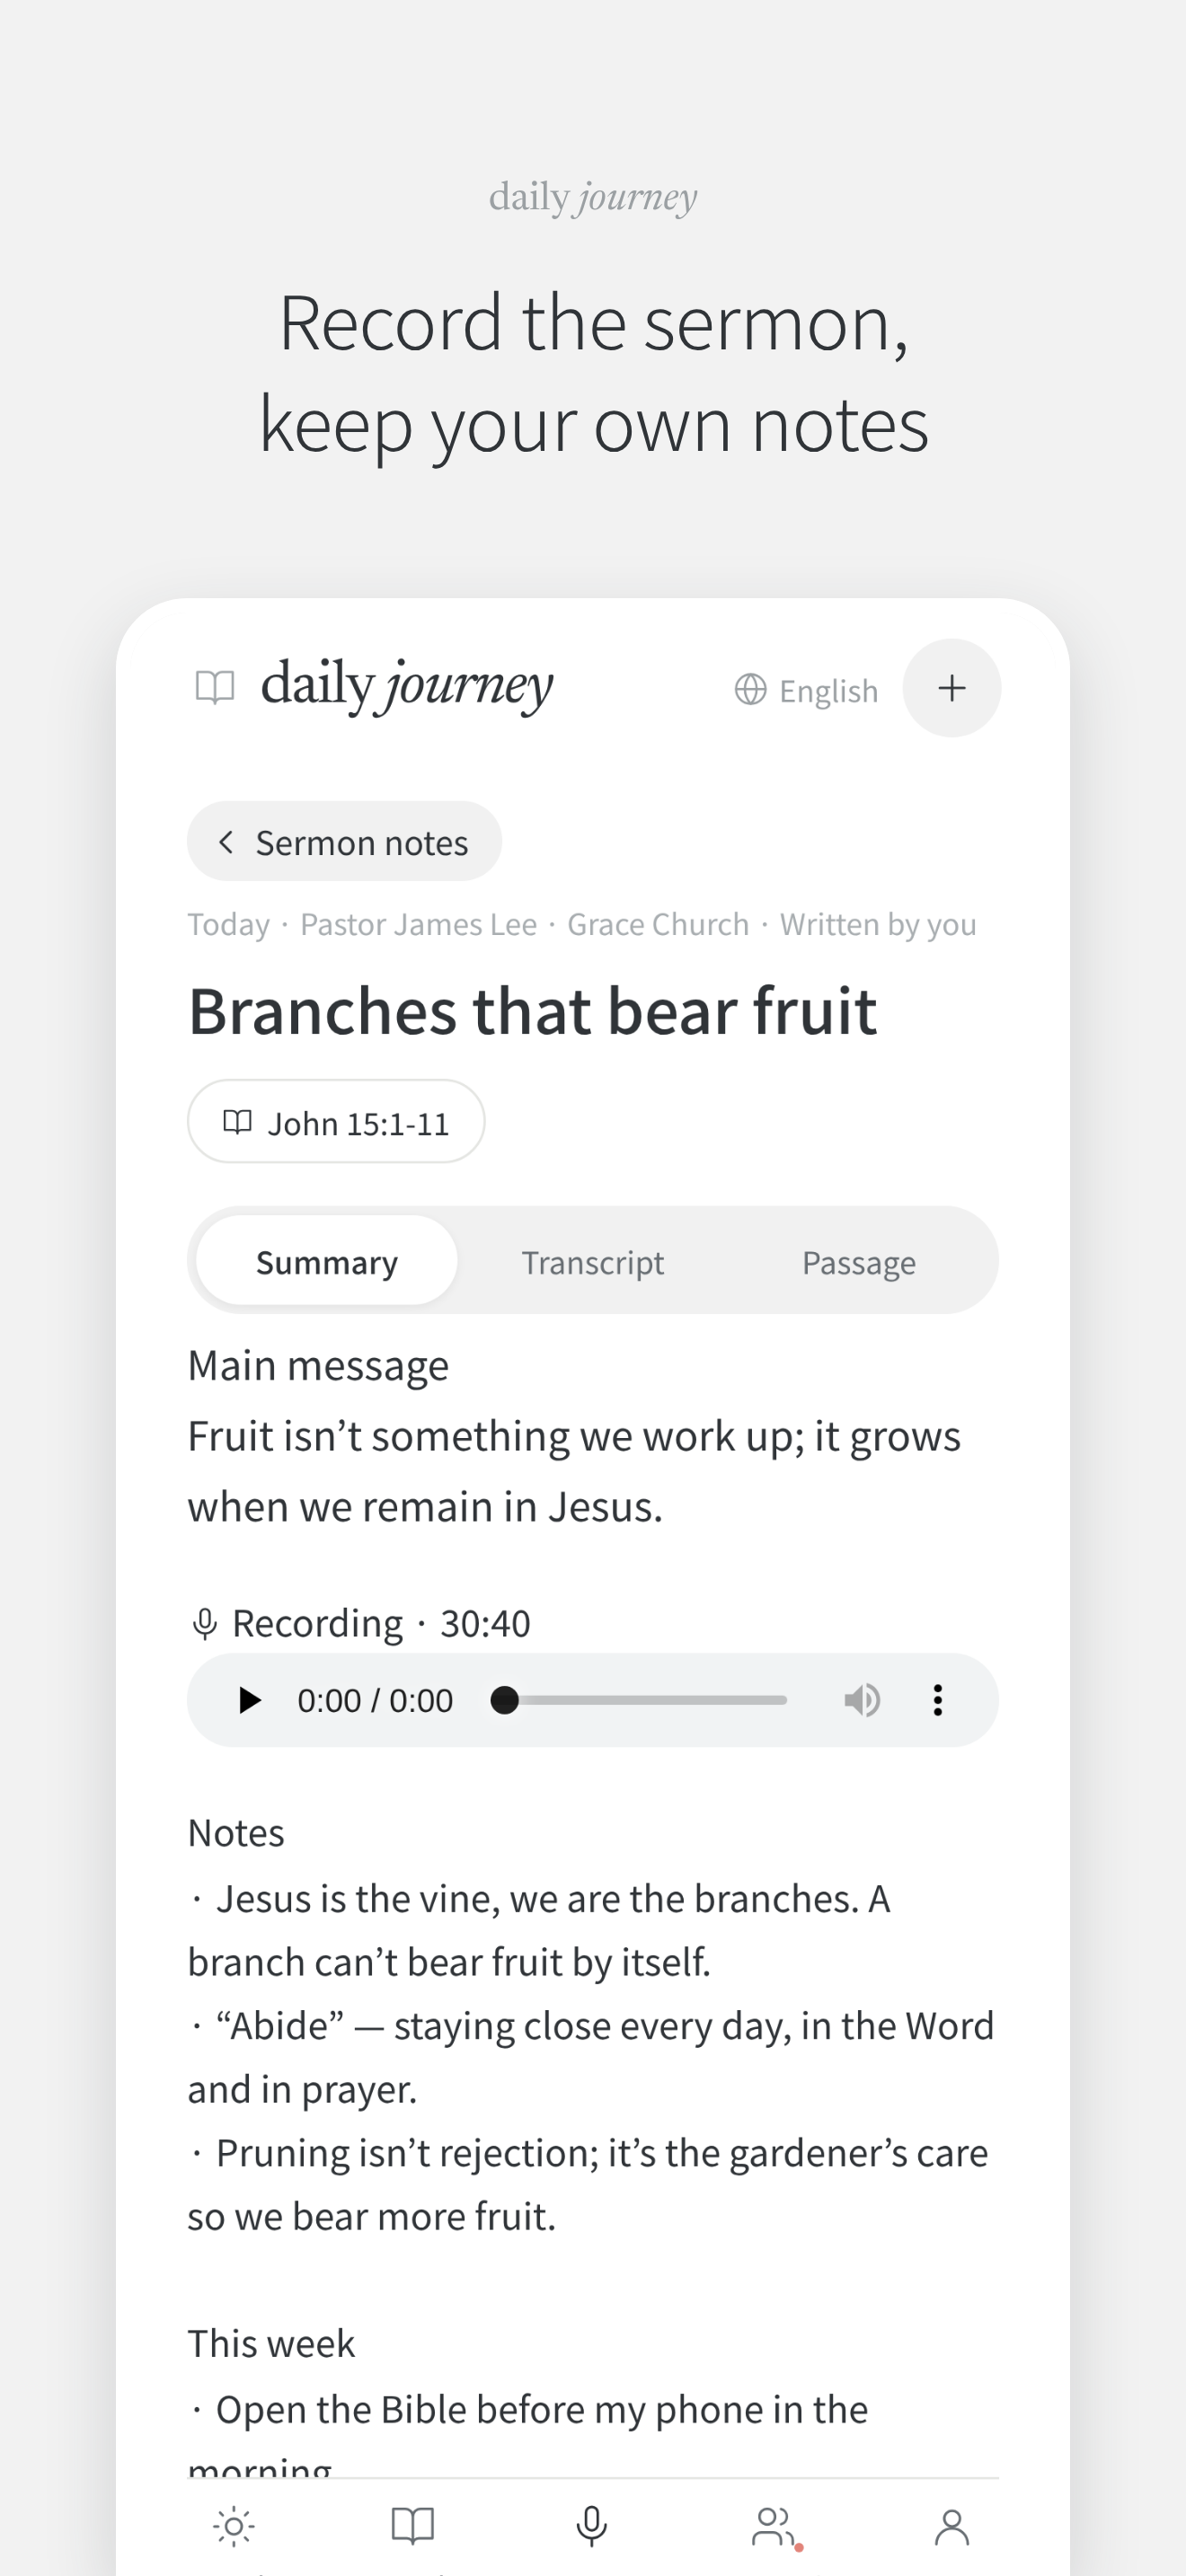 daily journey
Record the sermon,
keep your own notes
daily journey
English
Sermon notes
Today · Pastor James Lee · Grace Church · Written by you
Branches that bear fruit
John 15:1-11
Summary
Transcript
Passage
Main message
Fruit isn’t something we work up; it grows
when we remain in Jesus.
Recording · 30:40
0:00 / 0:00
Notes
· Jesus is the vine, we are the branches. A
branch can’t bear fruit by itself.
· “Abide” — staying close every day, in the Word
and in prayer.
· Pruning isn’t rejection; it’s the gardener’s care
so we bear more fruit.
This week
· Open the Bible before my phone in the
morning